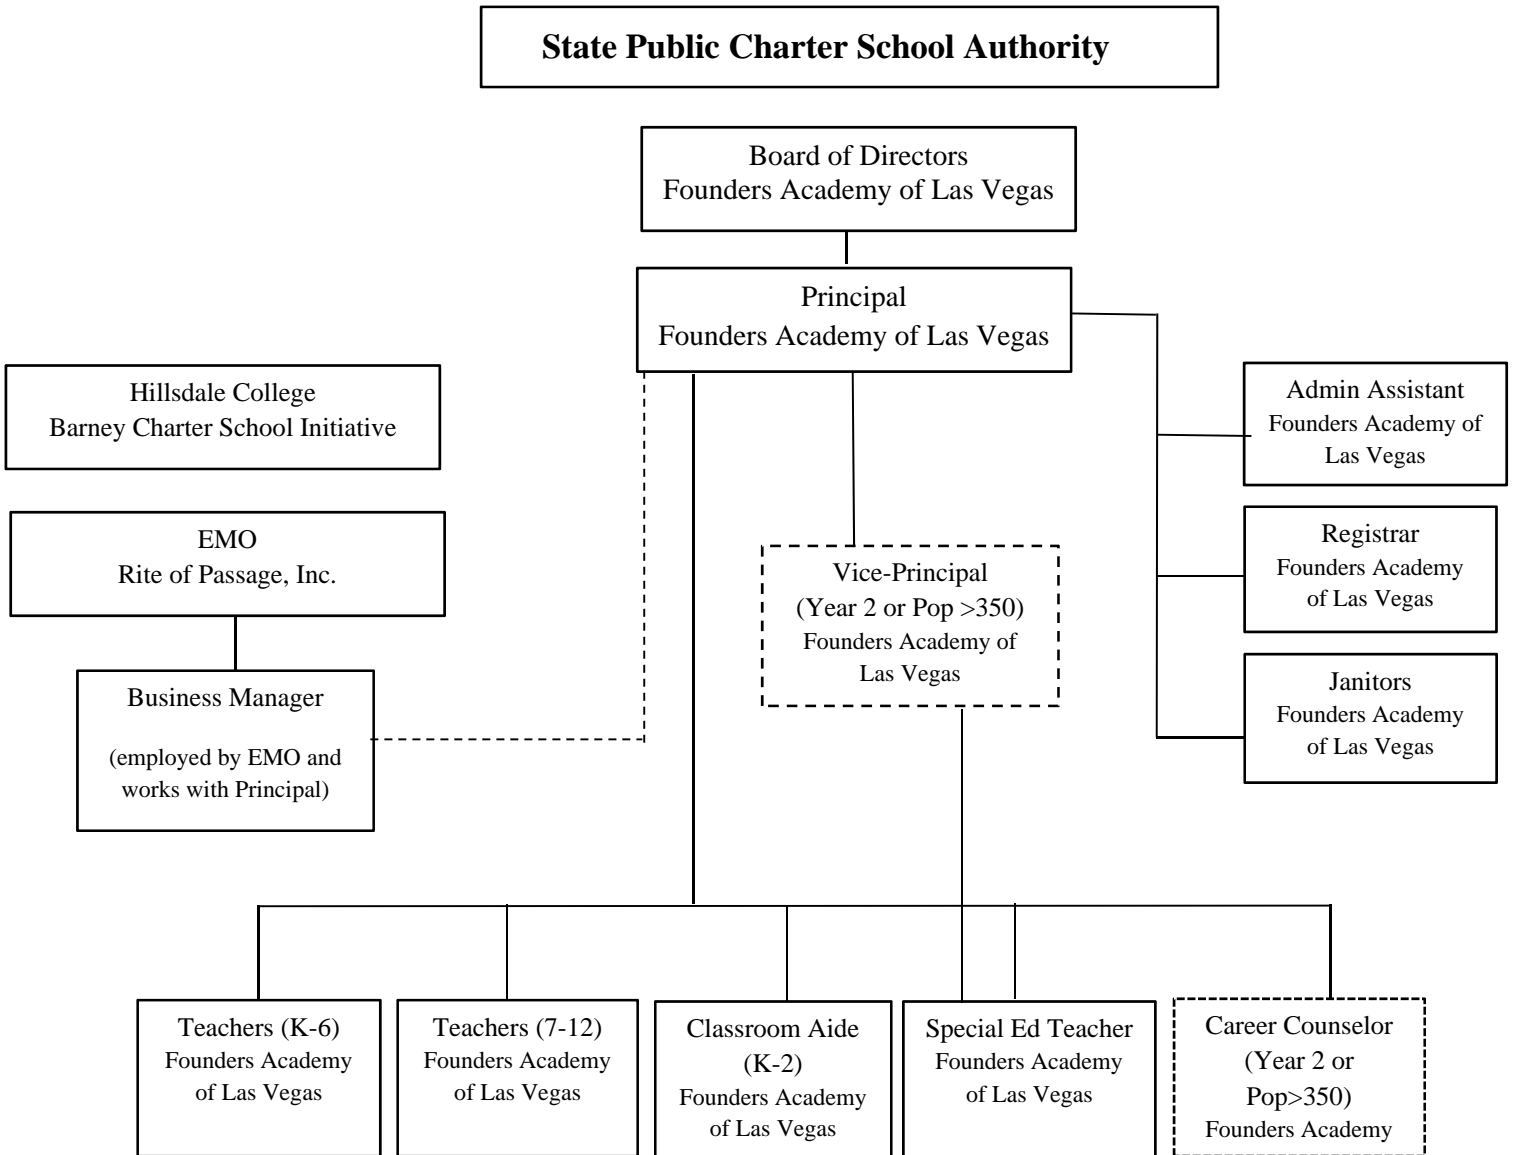 State Public Charter School Authority
Board of Directors
Founders Academy of Las Vegas
Principal
Founders Academy of Las Vegas
Hillsdale College
Barney Charter School Initiative
Admin Assistant
Founders Academy of
Las Vegas
EMO
Rite of Passage, Inc.
Registrar
Founders Academy
of Las Vegas
Vice-Principal
(Year 2 or Pop >350)
Founders Academy of
Las Vegas
Business Manager
(employed by EMO and
works with Principal)
Janitors
Founders Academy
of Las Vegas
Teachers (K-6)
Founders Academy
of Las Vegas
Teachers (7-12)
Founders Academy
of Las Vegas
Classroom Aide
(K-2)
Founders Academy
of Las Vegas
Special Ed Teacher
Founders Academy
of Las Vegas
Career Counselor
(Year 2 or
Pop>350)
Founders Academy